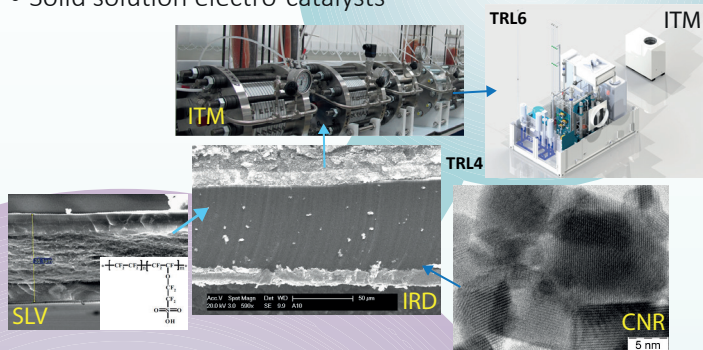 • Solid solution electro-catalysts
TRL6
ITM
ITM
TRL4
SLV
Acc.V Spot Magn Det WD
20.0 kV 3.0 590x SE 9.9 A10
50 µm
IRD
CNR
5 nm